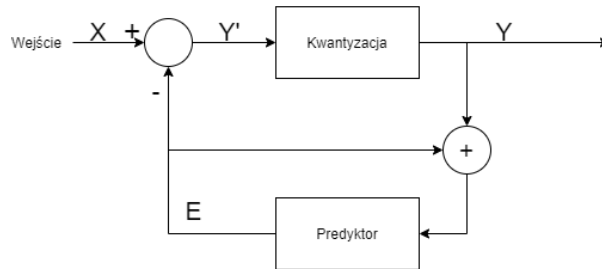 Wejście X + Y' Kwantyzacja Y
-
+
E Predyktor